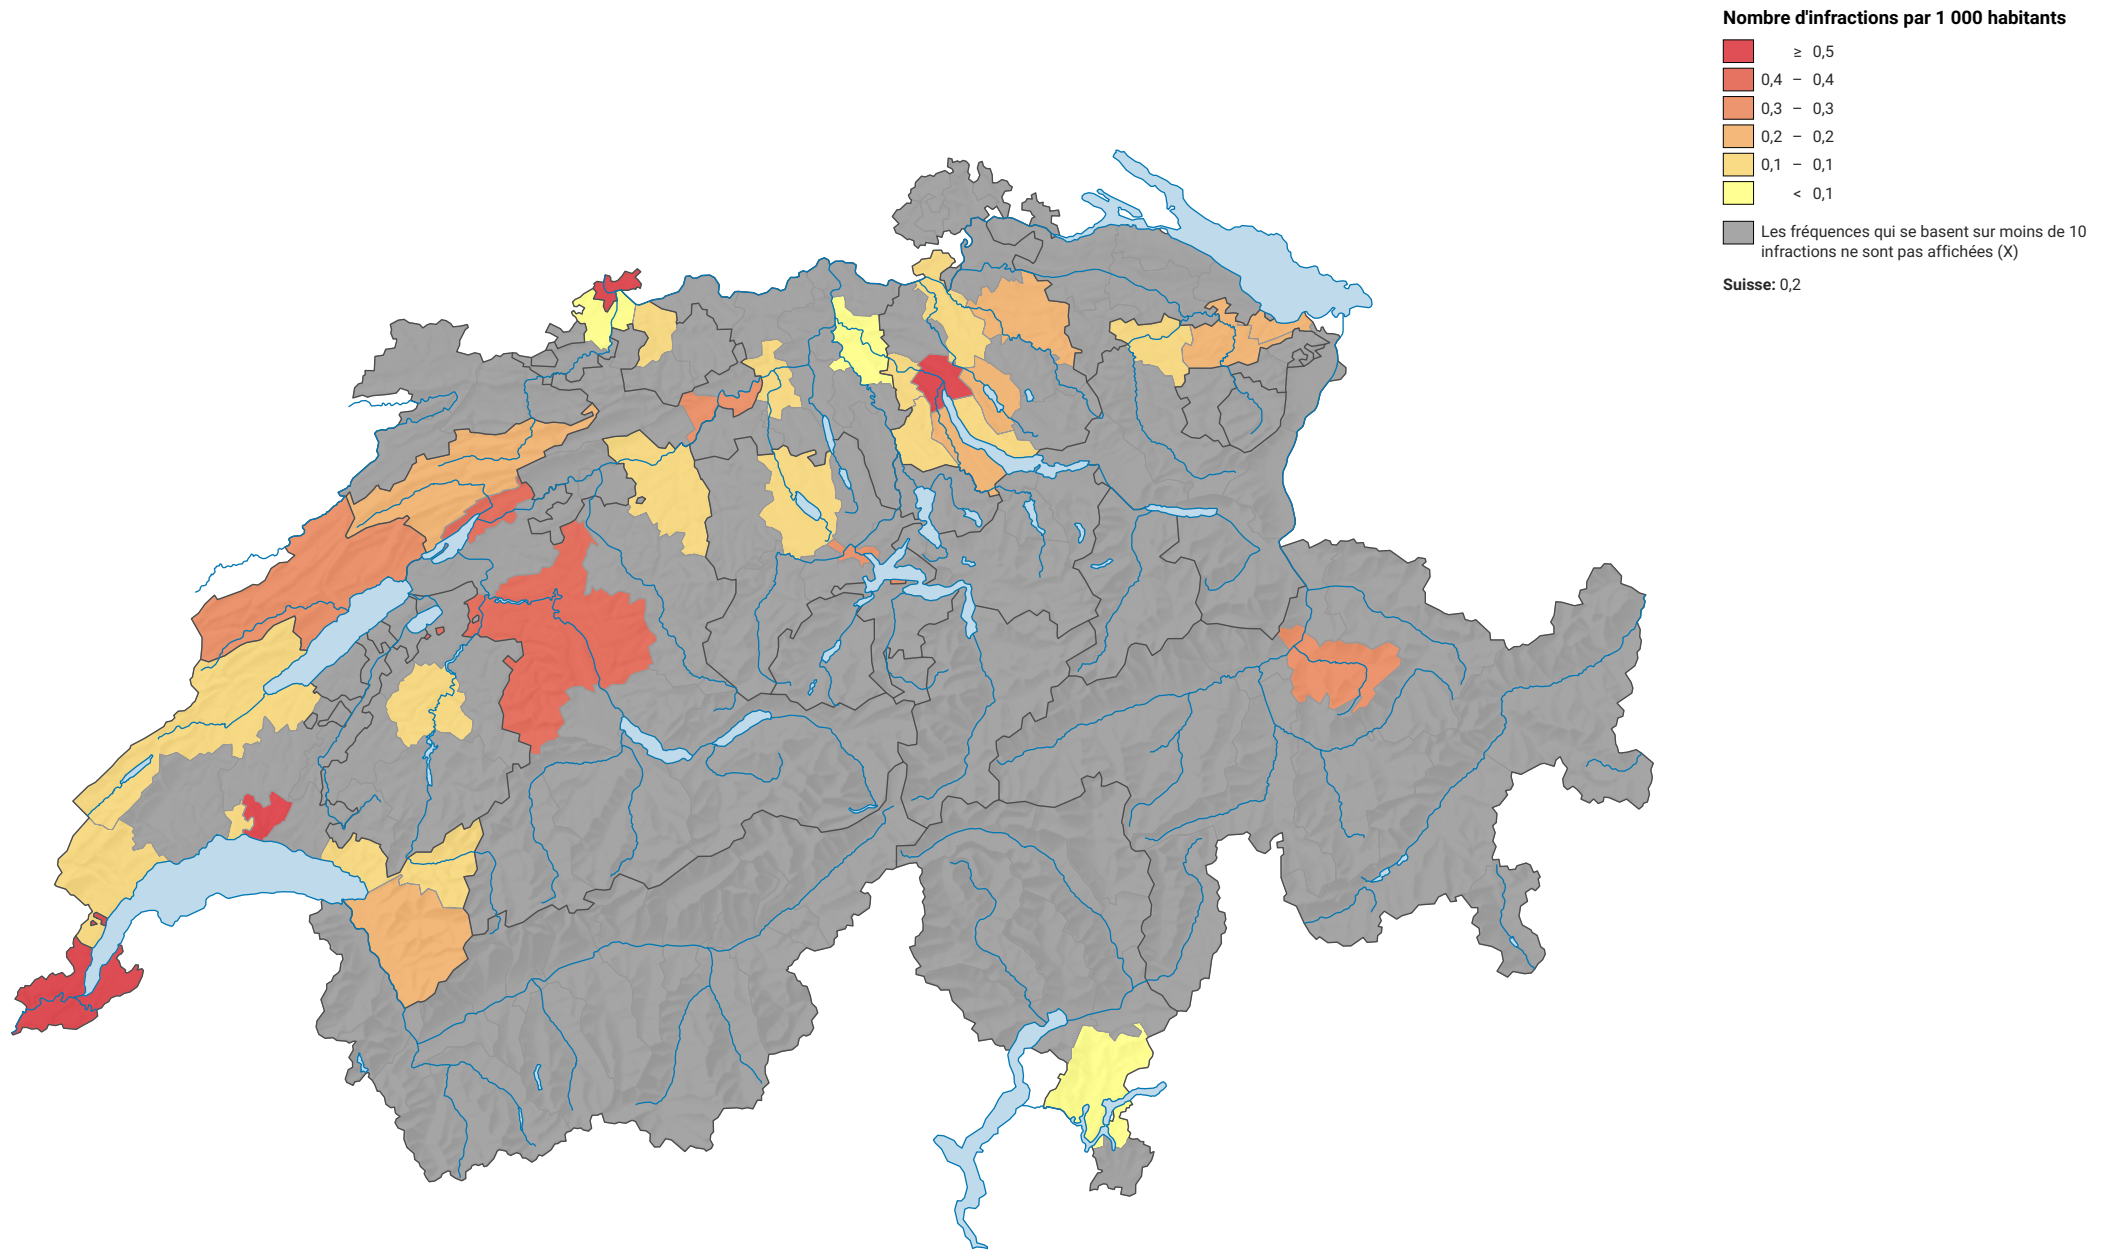 Nombre d'infractions par 1 000 habitants
≥ 0,5
0,4 – 0,4
0,3 – 0,3
0,2 – 0,2
0,1 – 0,1
< 0,1
Les fréquences qui se basent sur moins de 10
infractions ne sont pas affichées (X)
Suisse: 0,2